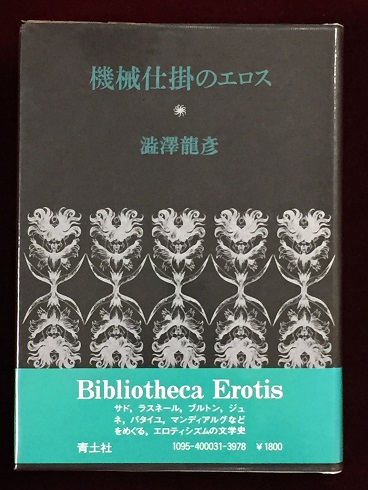 機械仕掛のエロス
澁澤龍彥
Bibliotheca Erotis
サド，ラスネール，ブルトン，ジュ
ネ，バタイユ，マンディアルグなど
をめぐる，エロティシズムの文学史
青土社
1095-400031-3978 ￥1800